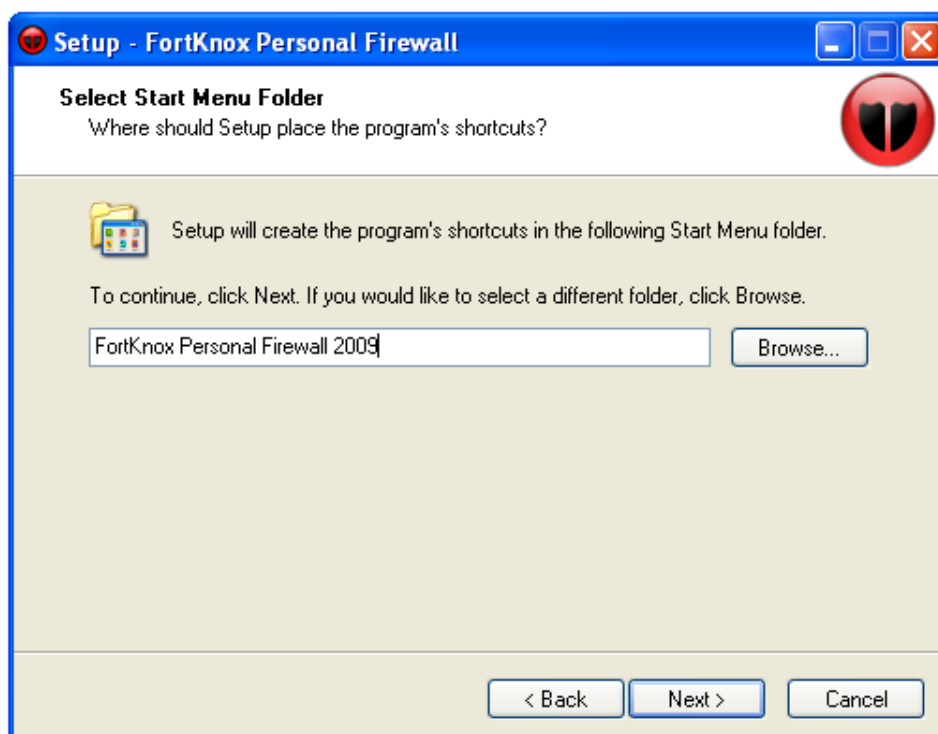 Setup - FortKnox Personal Firewall
Select Start Menu Folder
Where should Setup place the program's shortcuts?
Setup will create the program's shortcuts in the following Start Menu folder.
To continue, click Next. If you would like to select a different folder, click Browse.
FortKnox Personal Firewall 2009
Browse...
< Back
Next >
Cancel